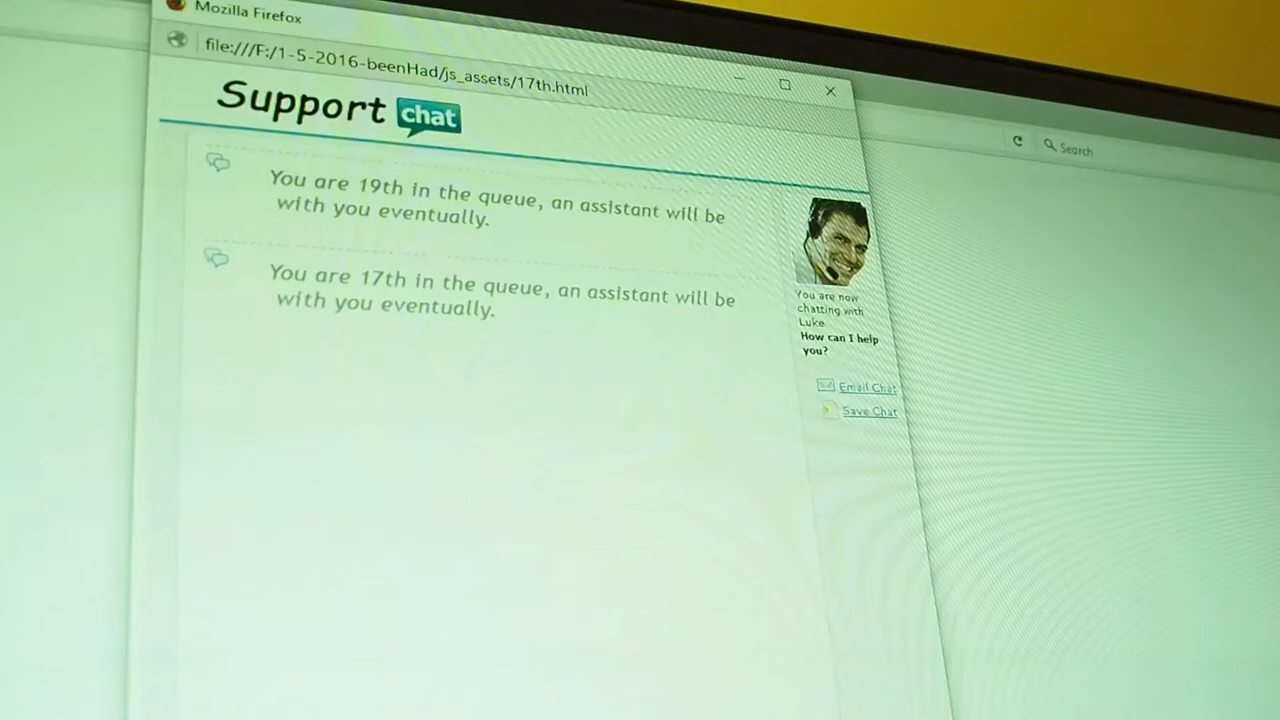 Mozilla Firefox
file:///F:/1-5-2016-beenHad/js_assets/17th.html
Support chat
Search
You are 19th in the queue, an assistant will be
with you eventually.
You are 17th in the queue, an assistant will be
with you eventually.
You are now
chatting with
Luke
How can I help
you?
Email Chat
Save Chat